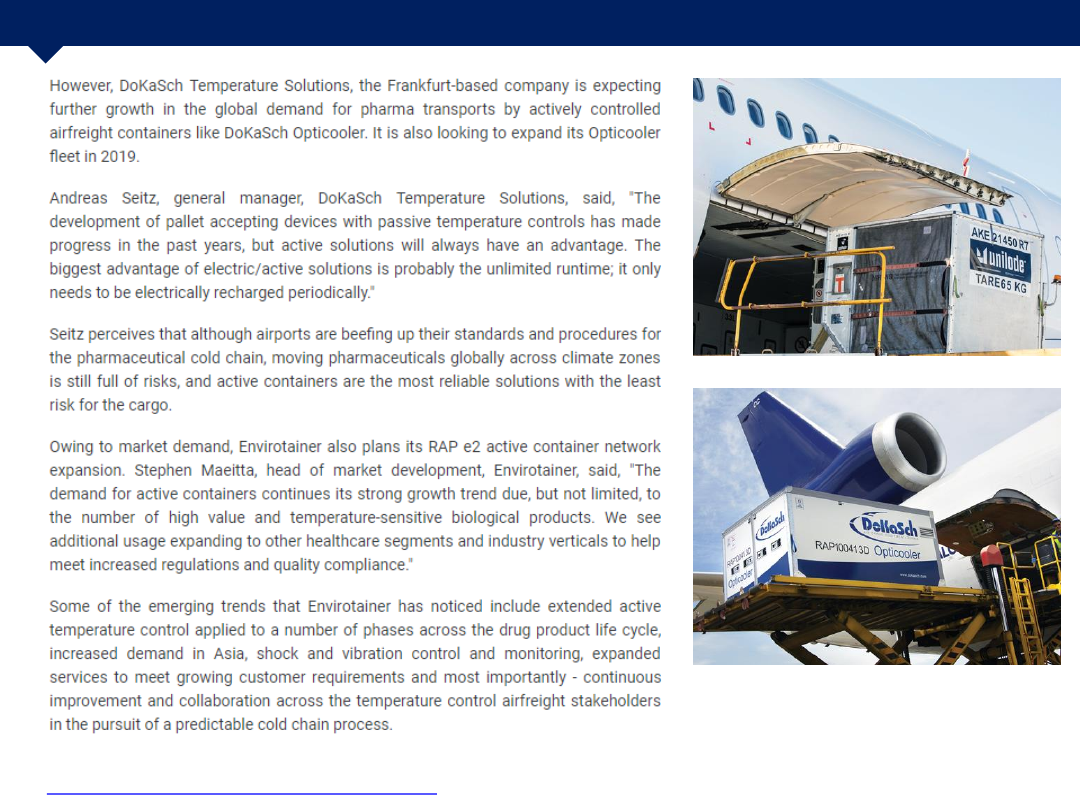 However, DoKaSch Temperature Solutions, the Frankfurt-based company is expecting
further growth in the global demand for pharma transports by actively controlled
airfreight containers like DoKaSch Opticooler. It is also looking to expand its Opticooler
fleet in 2019.
Andreas Seitz, general manager, DoKaSch Temperature Solutions, said, "The
development of pallet accepting devices with passive temperature controls has made
progress in the past years, but active solutions will always have an advantage. The
biggest advantage of electric/active solutions is probably the unlimited runtime; it only
needs to be electrically recharged periodically."
Seitz perceives that although airports are beefing up their standards and procedures for
the pharmaceutical cold chain, moving pharmaceuticals globally across climate zones
is still full of risks, and active containers are the most reliable solutions with the least
risk for the cargo.
Owing to market demand, Envirotainer also plans its RAP e2 active container network
expansion. Stephen Maeitta, head of market development, Envirotainer, said, "The
demand for active containers continues its strong growth trend due, but not limited, to
the number of high value and temperature-sensitive biological products. We see
additional usage expanding to other healthcare segments and industry verticals to help
meet increased regulations and quality compliance."
Some of the emerging trends that Envirotainer has noticed include extended active
temperature control applied to a number of phases across the drug product life cycle,
increased demand in Asia, shock and vibration control and monitoring, expanded
services to meet growing customer requirements and most importantly - continuous
improvement and collaboration across the temperature control airfreight stakeholders
in the pursuit of a predictable cold chain process.
AKE 21450 R7
unilode
TARE65 KG
DoKaSch
DoKaSch
RAP100413D Opticooler
Opticooler